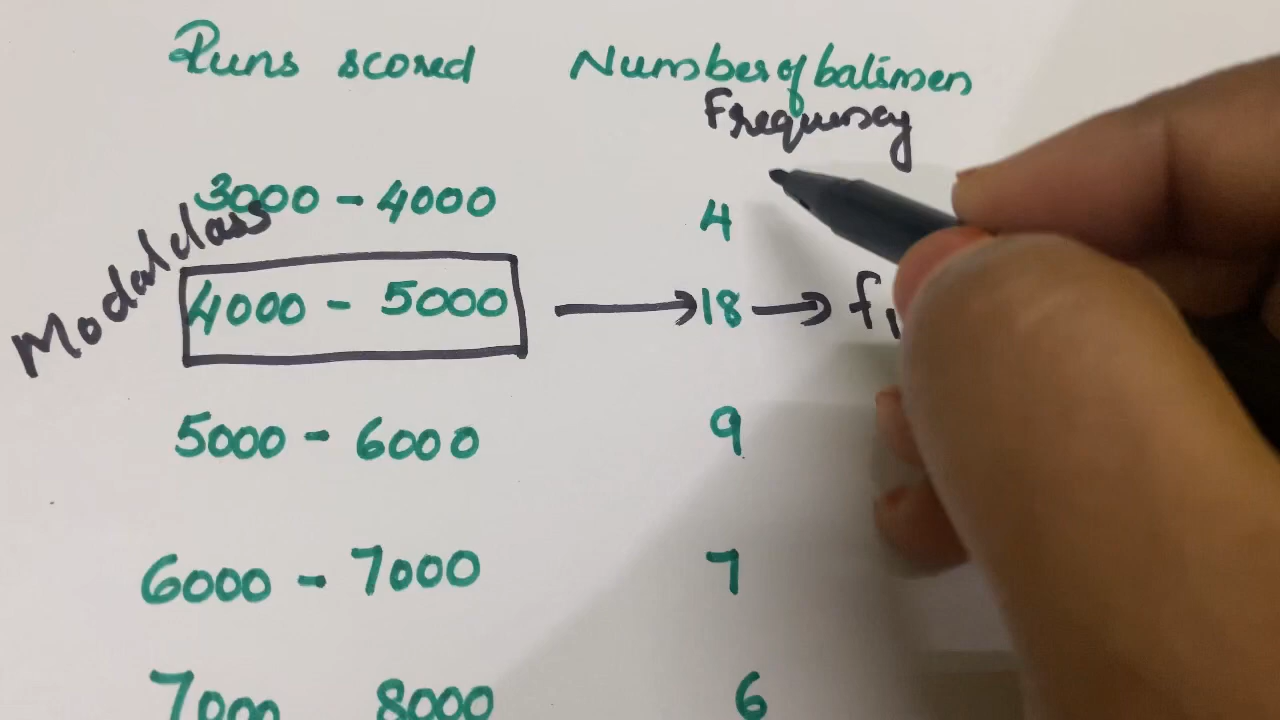 Runs scored Number of batsmen
Frequency
3000 - 4000 4
Modal class
4000 - 5000 → 18 → f₁
5000 - 6000 9
6000 - 7000 7
7000 8000 6